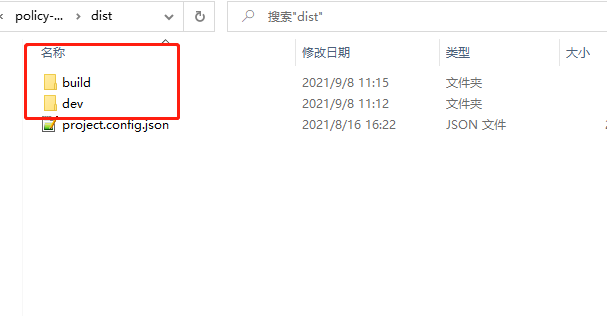 policy-... dist 搜索"dist"
名称 修改日期 类型 大小
build 2021/9/8 11:15 文件夹
dev 2021/9/8 11:12 文件夹
project.config.json 2021/8/16 16:22 JSON 文件